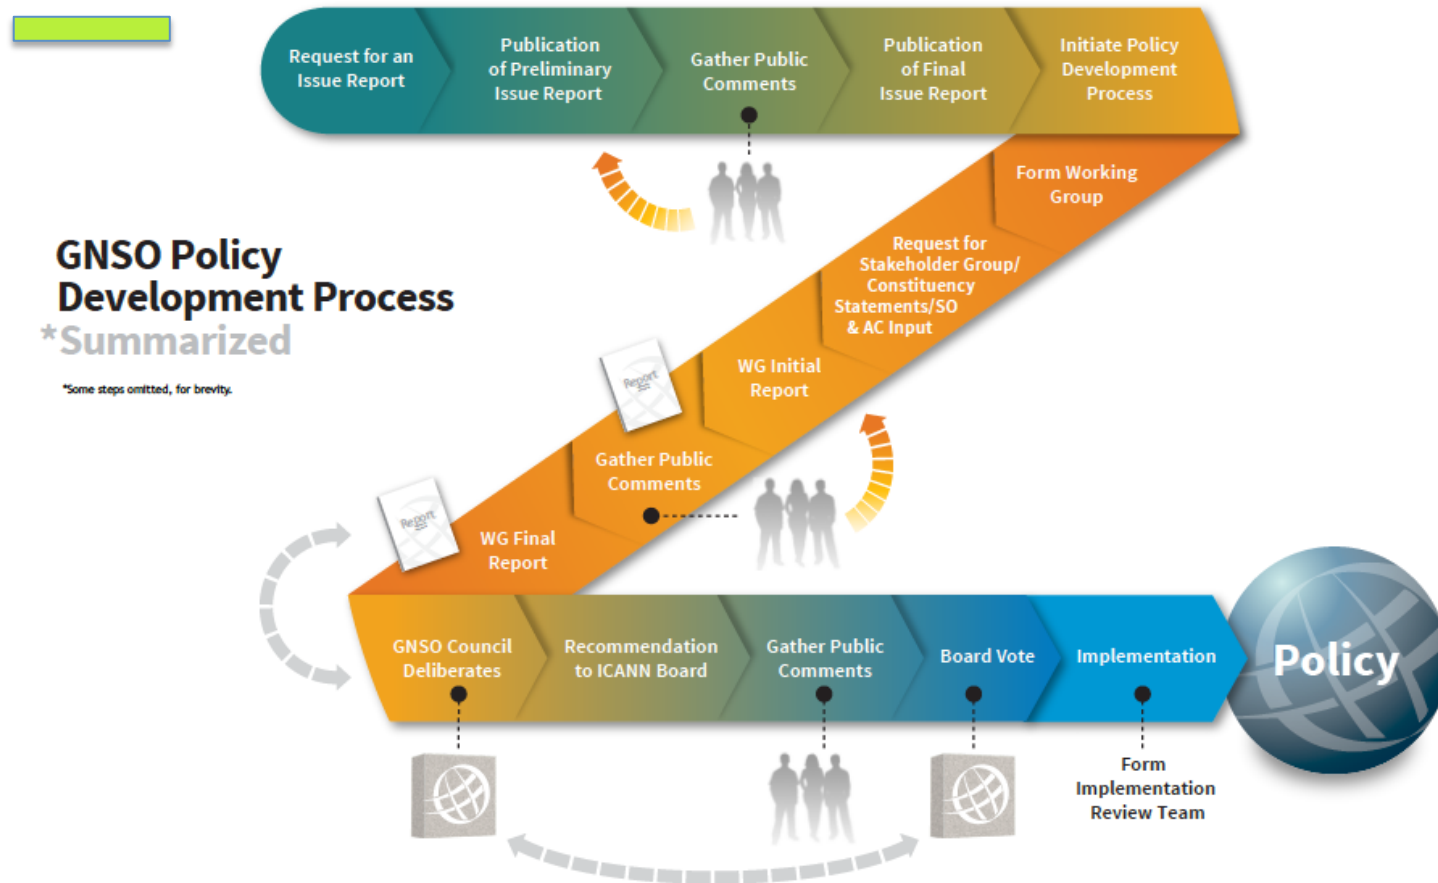 Request for an
Issue Report
Publication
of Preliminary
Issue Report
Gather Public
Comments
Publication
of Final
Issue Report
Initiate Policy
Development
Process
Form Working
Group
Request for
Stakeholder Group/
Constituency
Statements/SO
& AC Input
GNSO Policy
Development Process
*Summarized
*Some steps omitted, for brevity.
WG Initial
Report
Report
Gather Public
Comments
Report
WG Final
Report
GNSO Council
Deliberates
Recommendation
to ICANN Board
Gather Public
Comments
Board Vote
Implementation
Policy
Form
Implementation
Review Team